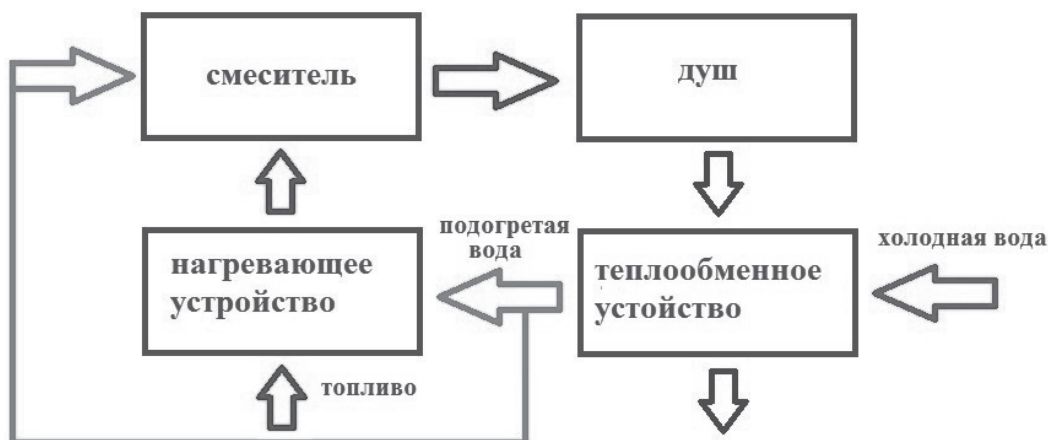 смеситель
душ
подогретая
вода
холодная вода
нагревающее
устройство
теплообменное
устойство
топливо